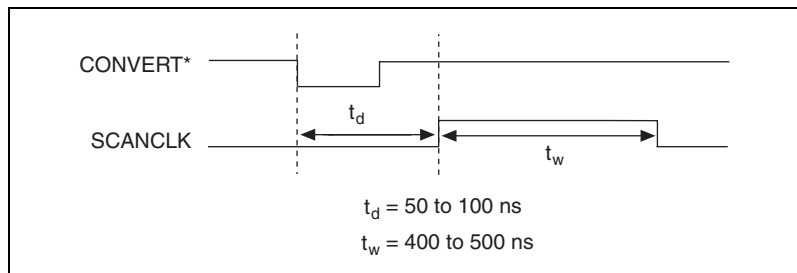 CONVERT*
t_d
SCANCLK
t_w
t_d = 50 to 100 ns
t_w = 400 to 500 ns